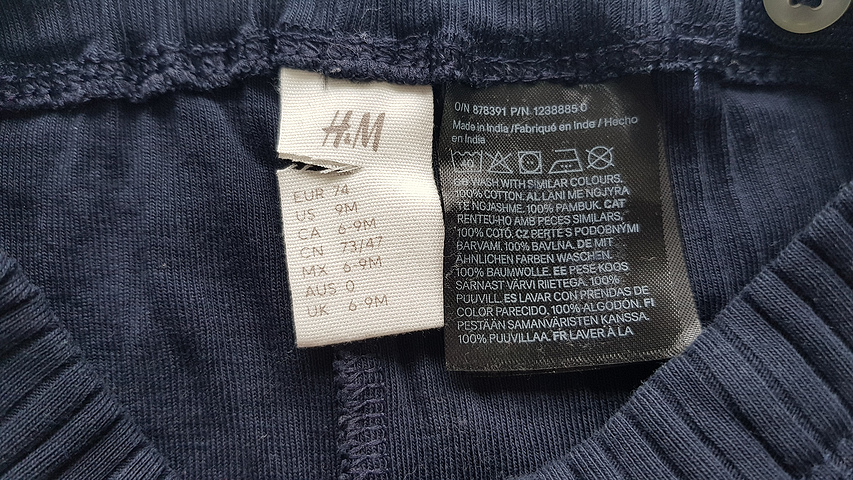 H&M
EUR 74
US 9M
CA 6-9M
CN 73/47
MX 6-9M
AUS 0
UK 6-9M
O/N 878391 P/N 1238885 0
Made in India / Fabriqué en Inde / Hecho
en India
40
GB WASH WITH SIMILAR COLOURS.
100% COTTON. AL LANI ME NGJYRA
TË NGJASHME. 100% PAMBUK. CAT
RENTEU-HO AMB PECES SIMILARS,
100% COTÓ. CZ PERTE S PODOBNÝMI
BARVAMI. 100% BAVLNA. DE MIT
ÄHNLICHEN FARBEN WASCHEN.
100% BAUMWOLLE. EE PESE KOOS
SARNAST VÄRVI RIIETEGA. 100%
PUUVILL. ES LAVAR CON PRENDAS DE
COLOR PARECIDO. 100% ALGODÓN. FI
PESTÄÄN SAMANVÄRISTEN KANSSA.
100% PUUVILLAA. FR LAVER À LA